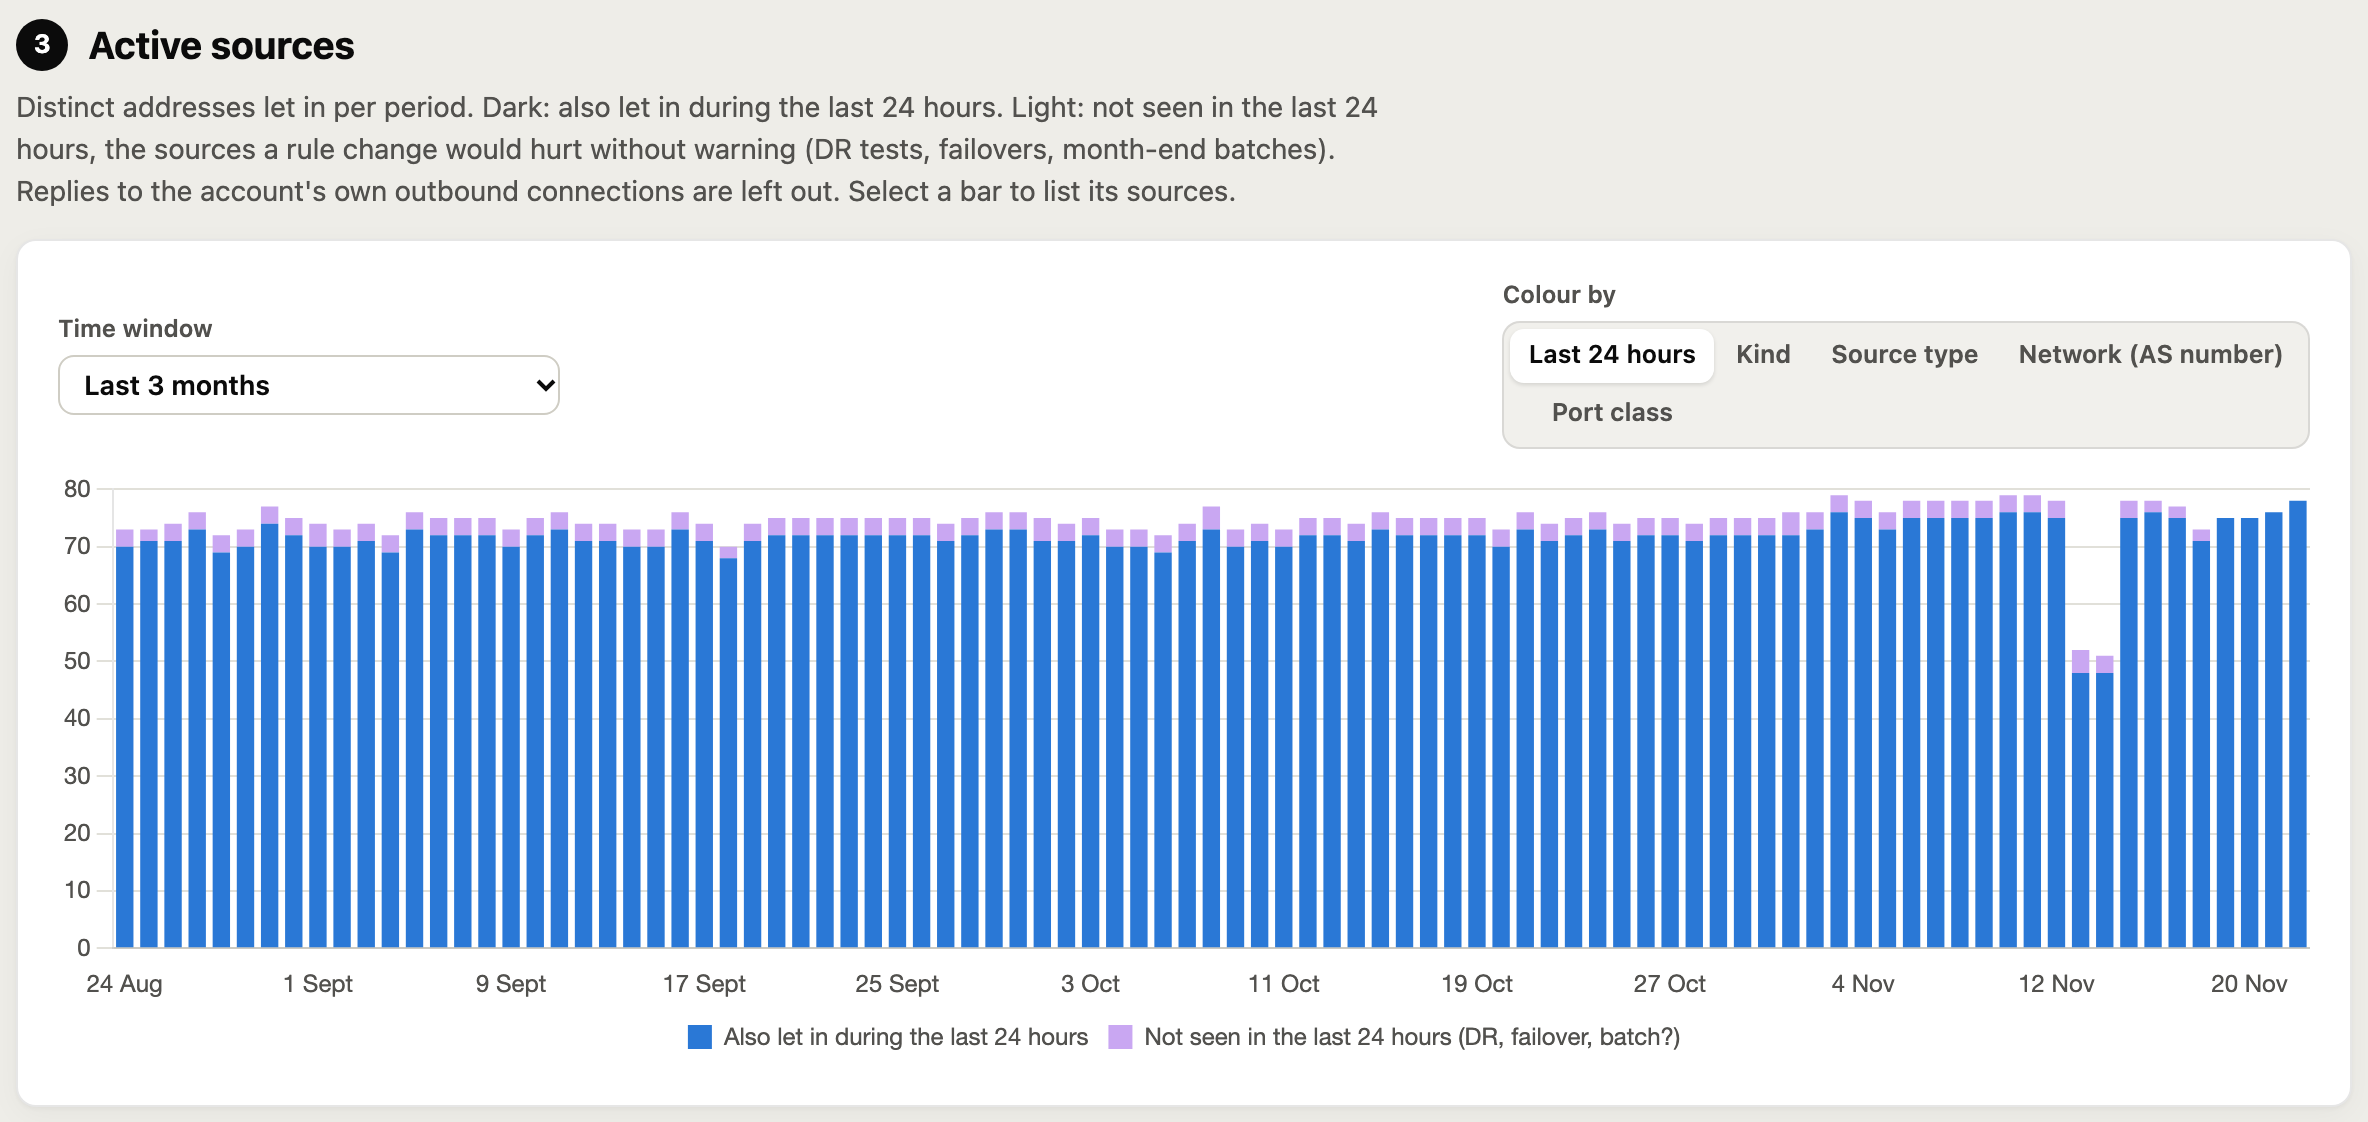 3 Active sources
Distinct addresses let in per period. Dark: also let in during the last 24 hours. Light: not seen in the last 24
hours, the sources a rule change would hurt without warning (DR tests, failovers, month-end batches).
Replies to the account's own outbound connections are left out. Select a bar to list its sources.
Time window
Last 3 months
Colour by
Last 24 hours Kind Source type Network (AS number)
Port class
80
70
60
50
40
30
20
10
0
24 Aug 1 Sept 9 Sept 17 Sept 25 Sept 3 Oct 11 Oct 19 Oct 27 Oct 4 Nov 12 Nov 20 Nov
Also let in during the last 24 hours Not seen in the last 24 hours (DR, failover, batch?)